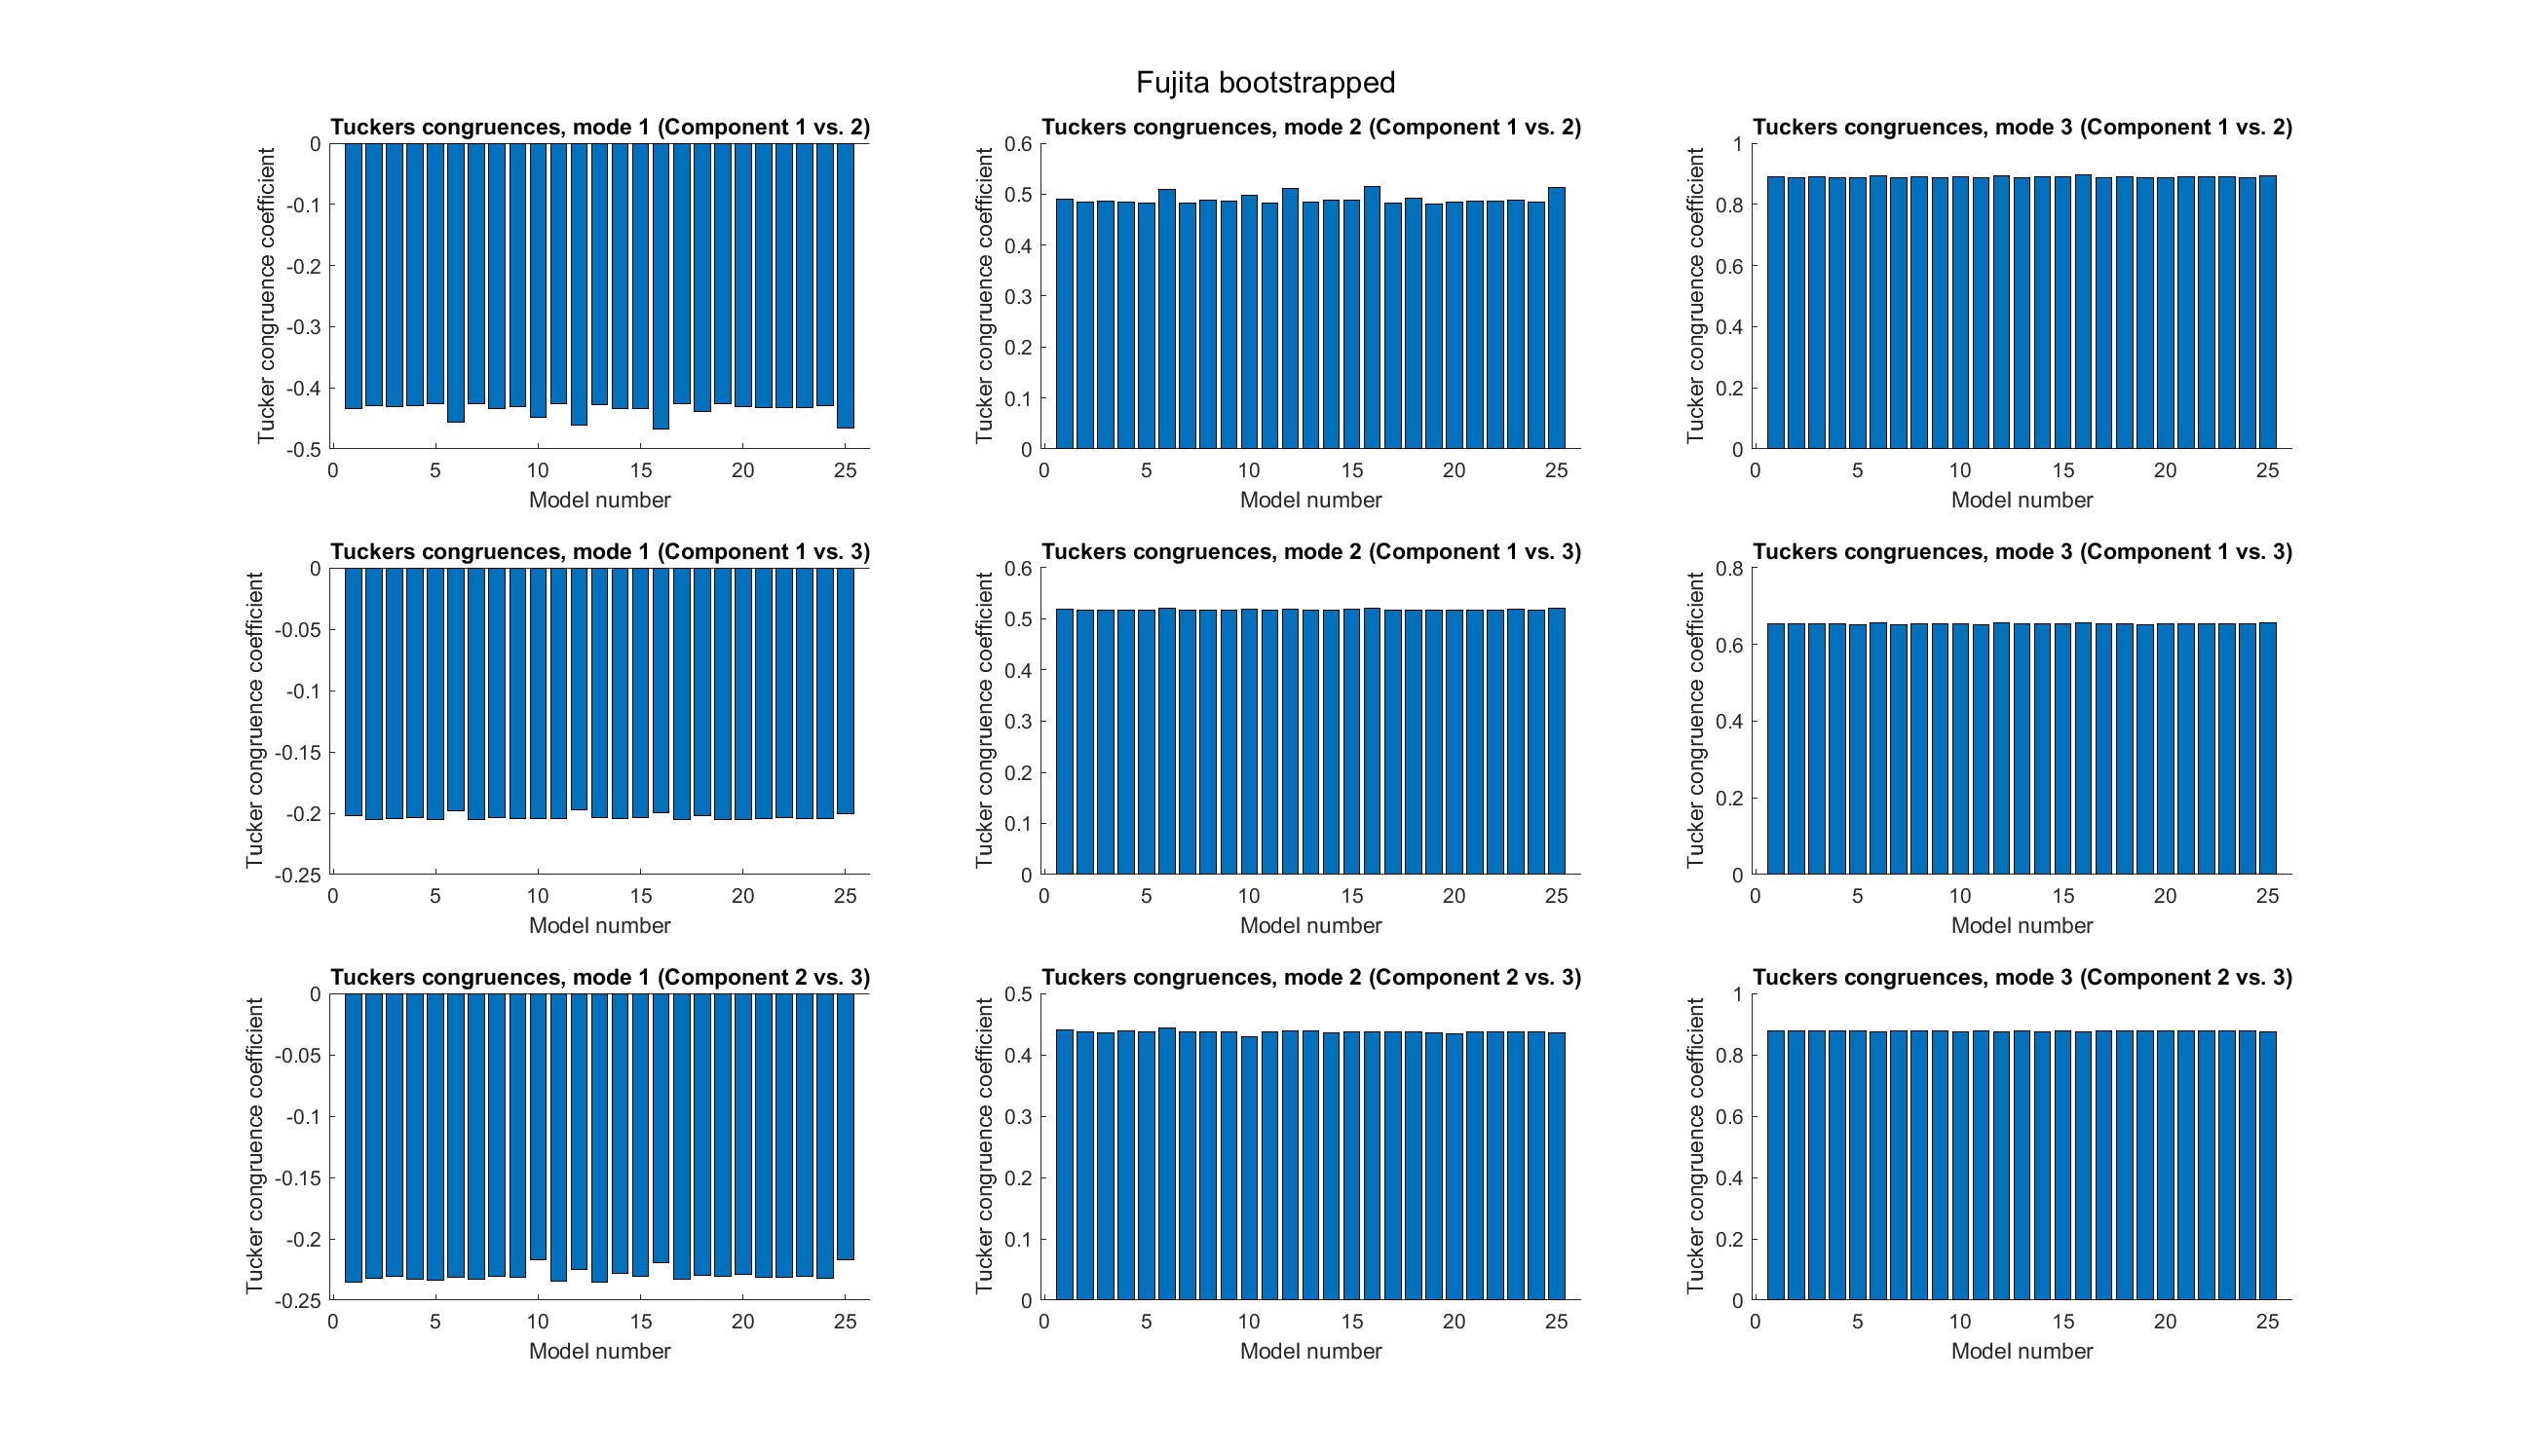 Fujita bootstrapped
Tuckers congruences, mode 1 (Component 1 vs. 2)
Tucker congruence coefficient
0
-0.1
-0.2
-0.3
-0.4
-0.5
0 5 10 15 20 25
Model number
Tuckers congruences, mode 2 (Component 1 vs. 2)
Tucker congruence coefficient
0.6
0.5
0.4
0.3
0.2
0.1
0
0 5 10 15 20 25
Model number
Tuckers congruences, mode 3 (Component 1 vs. 2)
Tucker congruence coefficient
1
0.8
0.6
0.4
0.2
0
0 5 10 15 20 25
Model number
Tuckers congruences, mode 1 (Component 1 vs. 3)
Tucker congruence coefficient
0
-0.05
-0.1
-0.15
-0.2
-0.25
0 5 10 15 20 25
Model number
Tuckers congruences, mode 2 (Component 1 vs. 3)
Tucker congruence coefficient
0.6
0.5
0.4
0.3
0.2
0.1
0
0 5 10 15 20 25
Model number
Tuckers congruences, mode 3 (Component 1 vs. 3)
Tucker congruence coefficient
0.8
0.6
0.4
0.2
0
0 5 10 15 20 25
Model number
Tuckers congruences, mode 1 (Component 2 vs. 3)
Tucker congruence coefficient
0
-0.05
-0.1
-0.15
-0.2
-0.25
0 5 10 15 20 25
Model number
Tuckers congruences, mode 2 (Component 2 vs. 3)
Tucker congruence coefficient
0.5
0.4
0.3
0.2
0.1
0
0 5 10 15 20 25
Model number
Tuckers congruences, mode 3 (Component 2 vs. 3)
Tucker congruence coefficient
1
0.8
0.6
0.4
0.2
0
0 5 10 15 20 25
Model number